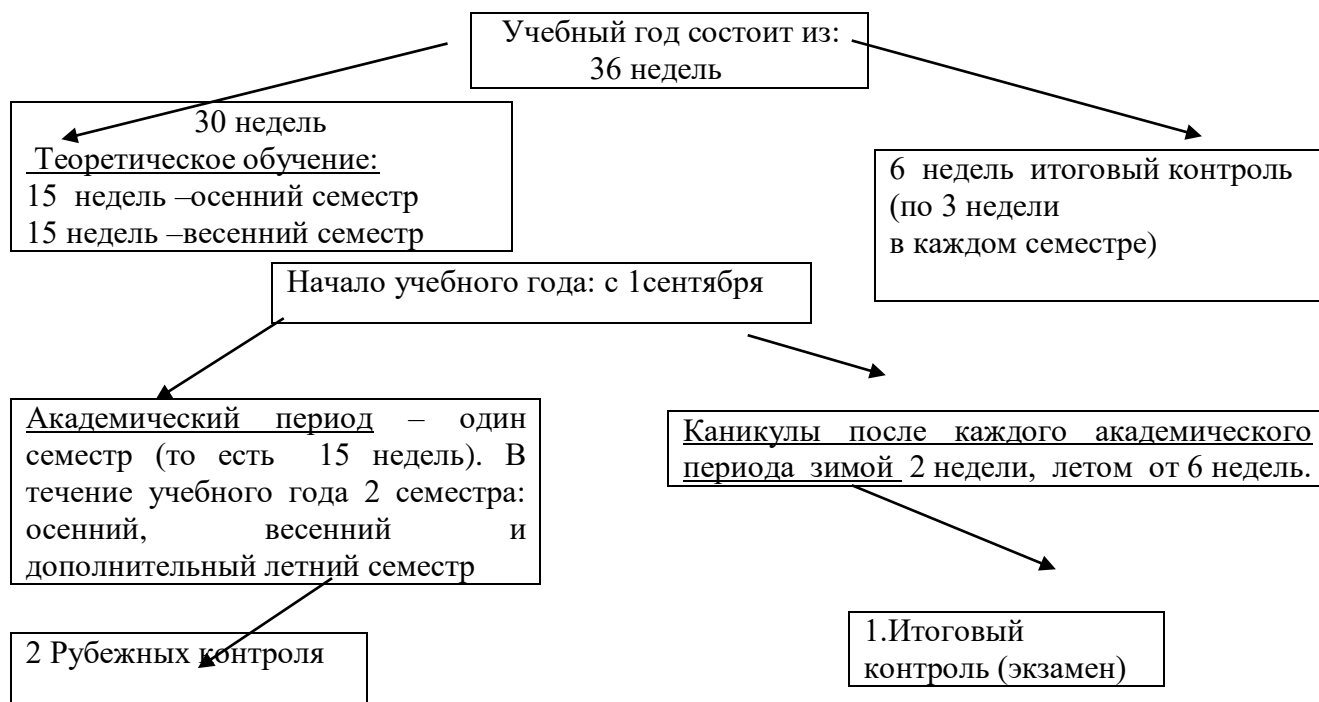 Учебный год состоит из:
36 недель
30 недель
Теоретическое обучение:
15 недель –осенний семестр
15 недель –весенний семестр
6 недель итоговый контроль
(по 3 недели
в каждом семестре)
Начало учебного года: с 1сентября
Академический период – один
семестр (то есть 15 недель). В
течение учебного года 2 семестра:
осенний, весенний и
дополнительный летний семестр
Каникулы после каждого академического
периода зимой 2 недели, летом от 6 недель.
2 Рубежных контроля
1.Итоговый
контроль (экзамен)